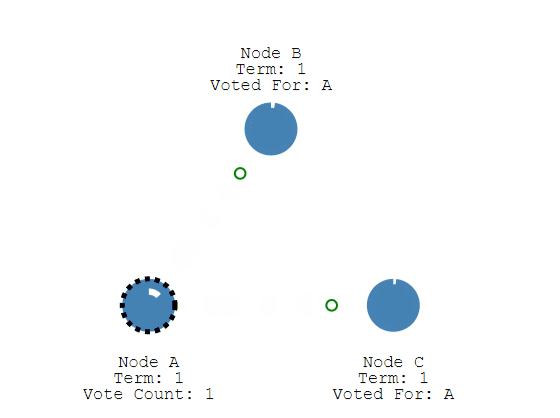 Node B
Term: 1
Voted For: A
Node A
Term: 1
Vote Count: 1
Node C
Term: 1
Voted For: A